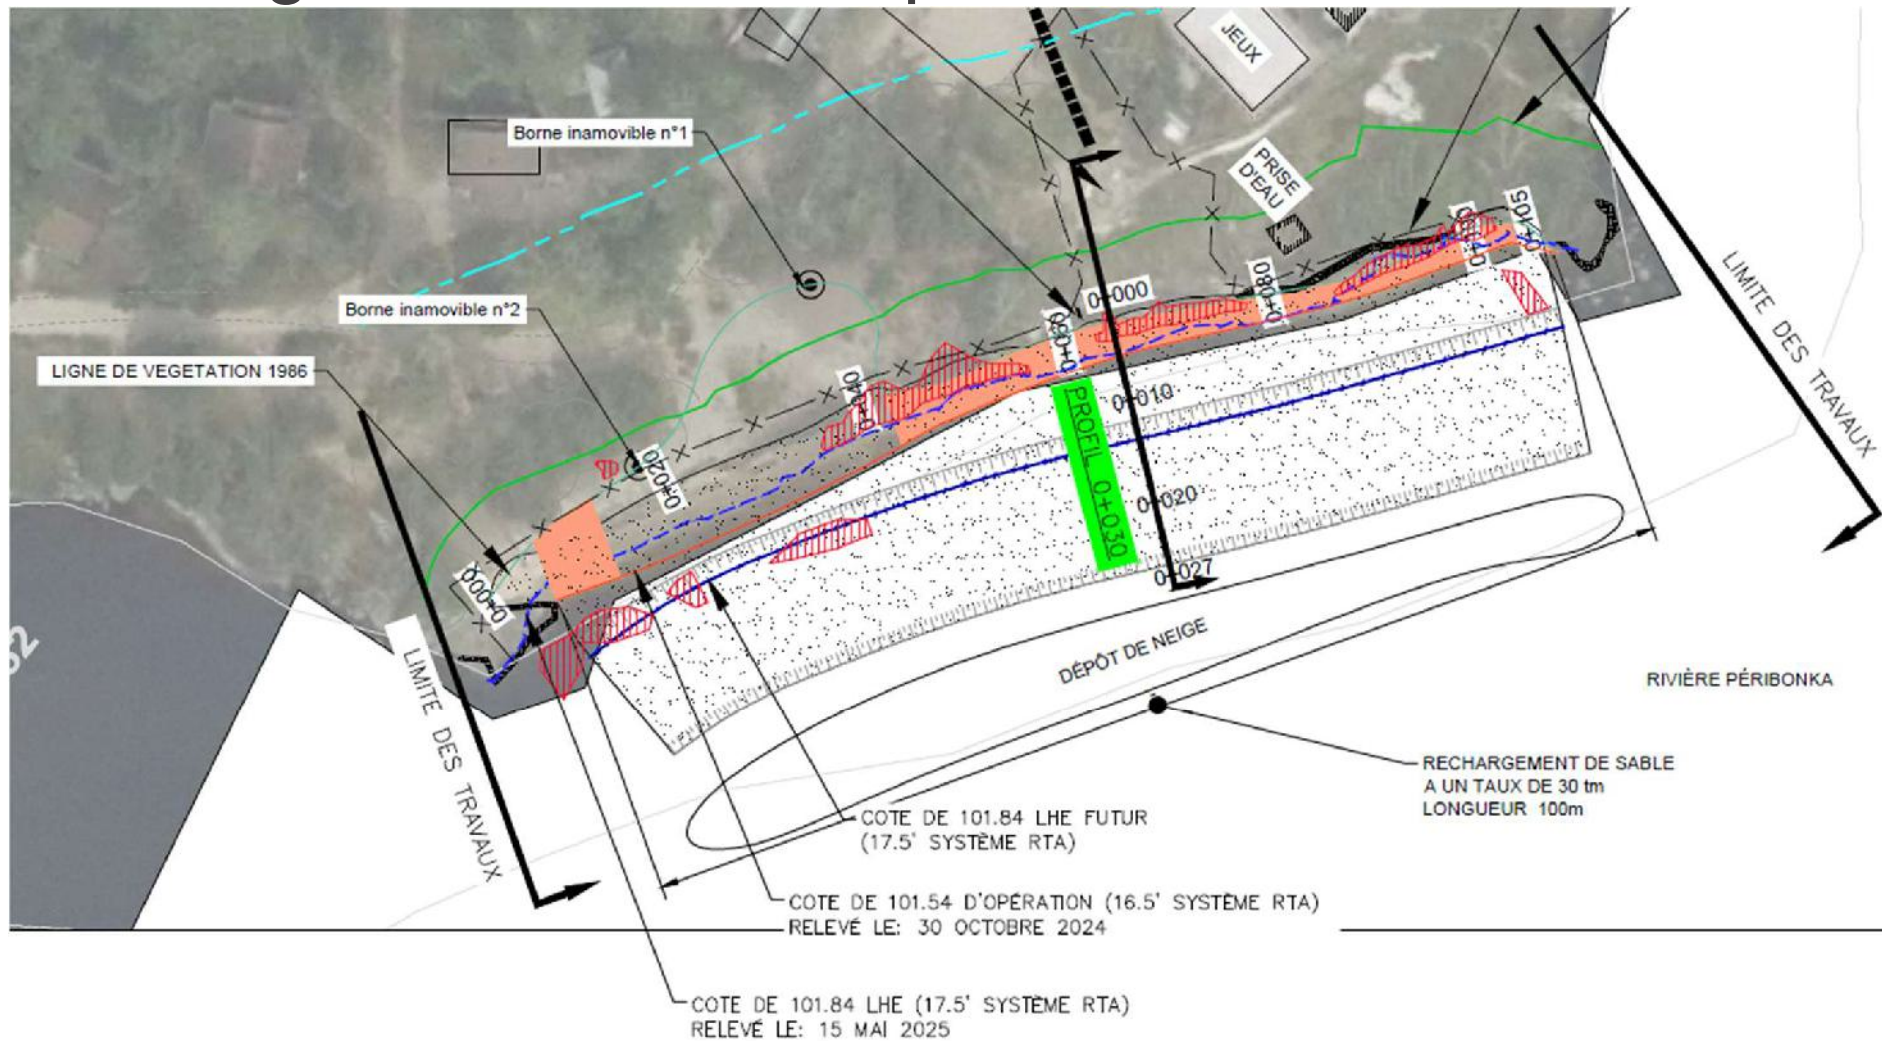 JEUX
Borne inamovible n°1
PRISE
D'EAU
0+105
LIMITE DES TRAVAUX
Borne inamovible n°2
0+000
0+080
0+060
LIGNE DE VEGETATION 1986
0+040
0+010
PROFIL 0+030
0+020
0+020
0+000
0+027
LIMITE DES TRAVAUX
DÉPÔT DE NEIGE
RIVIÈRE PÉRIBONKA
RECHARGEMENT DE SABLE
A UN TAUX DE 30 tm
LONGUEUR 100m
COTE DE 101.84 LHE FUTUR
(17.5' SYSTÈME RTA)
COTE DE 101.54 D'OPÉRATION (16.5' SYSTÈME RTA)
RELEVÉ LE: 30 OCTOBRE 2024
COTE DE 101.84 LHE (17.5' SYSTÈME RTA)
RELEVÉ LE: 15 MAI 2025